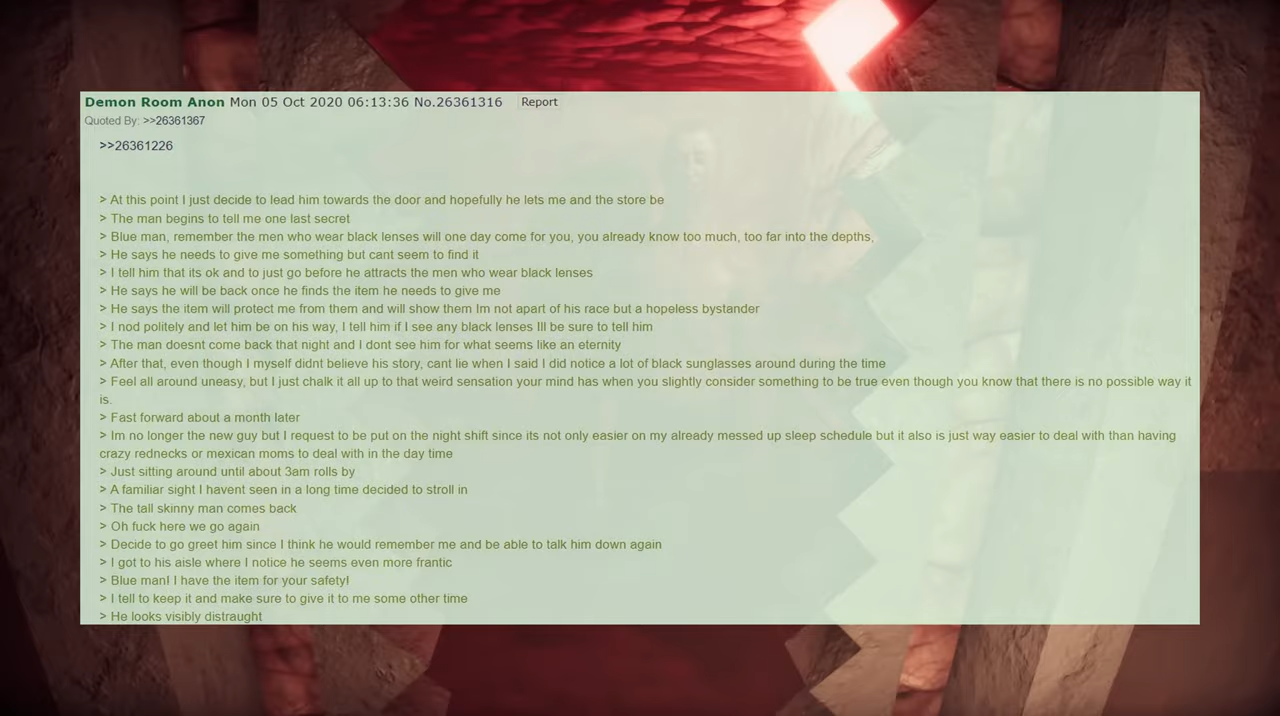 Demon Room Anon Mon 05 Oct 2020 06:13:36 No.26361316 Report
Quoted By: >>26361367
>>26361226
> At this point I just decide to lead him towards the door and hopefully he lets me and the store be
> The man begins to tell me one last secret
> Blue man, remember the men who wear black lenses will one day come for you, you already know too much, too far into the depths,
> He says he needs to give me something but cant seem to find it
> I tell him that its ok and to just go before he attracts the men who wear black lenses
> He says he will be back once he finds the item he needs to give me
> He says the item will protect me from them and will show them Im not apart of his race but a hopeless bystander
> I nod politely and let him be on his way, I tell him if I see any black lenses Ill be sure to tell him
> The man doesnt come back that night and I dont see him for what seems like an eternity
> After that, even though I myself didnt believe his story, cant lie when I said I did notice a lot of black sunglasses around during the time
> Feel all around uneasy, but I just chalk it all up to that weird sensation your mind has when you slightly consider something to be true even though you know that there is no possible way it
is.
> Fast forward about a month later
> Im no longer the new guy but I request to be put on the night shift since its not only easier on my already messed up sleep schedule but it also is just way easier to deal with than having
crazy rednecks or mexican moms to deal with in the day time
> Just sitting around until about 3am rolls by
> A familiar sight I havent seen in a long time decided to stroll in
> The tall skinny man comes back
> Oh fuck here we go again
> Decide to go greet him since I think he would remember me and be able to talk him down again
> I got to his aisle where I notice he seems even more frantic
> Blue man! I have the item for your safety!
> I tell to keep it and make sure to give it to me some other time
> He looks visibly distraught